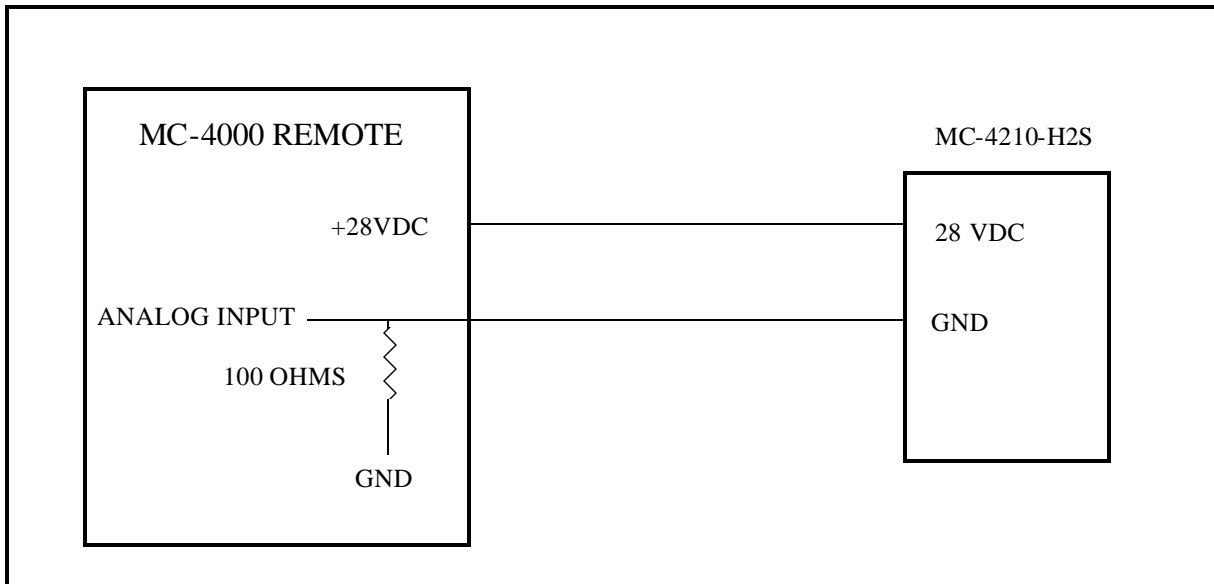 MC-4000 REMOTE
MC-4210-H2S
+28VDC
28 VDC
ANALOG INPUT
GND
100 OHMS
GND